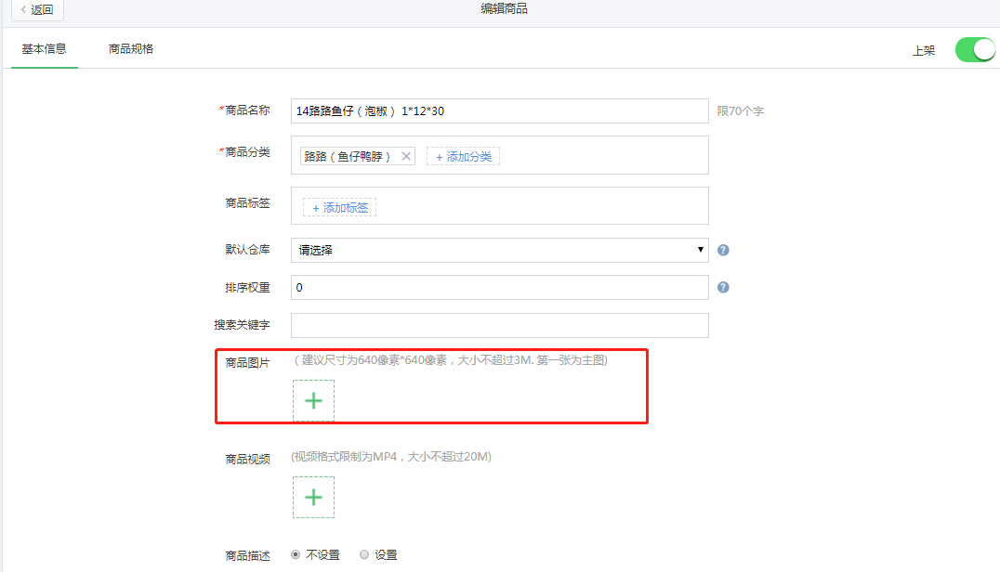 返回
编辑商品
基本信息
商品规格
上架
*商品名称
14路路鱼仔（泡椒） 1*12*30
限70个字
*商品分类
路路（鱼仔鸭脖）
+ 添加分类
商品标签
+ 添加标签
默认仓库
请选择
排序权重
0
搜索关键字
商品图片
（建议尺寸为640像素*640像素，大小不超过3M. 第一张为主图)
商品视频
(视频格式限制为MP4，大小不超过20M)
商品描述
不设置
设置